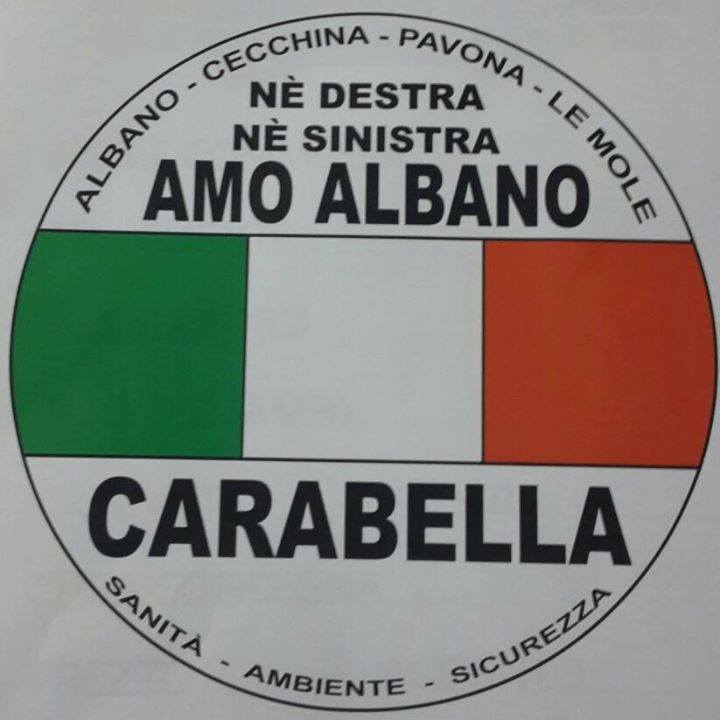 ALBANO - CECCHINA - PAVONA - LE MOLE
NÈ DESTRA
NÈ SINISTRA
AMO ALBANO
CARABELLA
SANITÀ - AMBIENTE - SICUREZZA